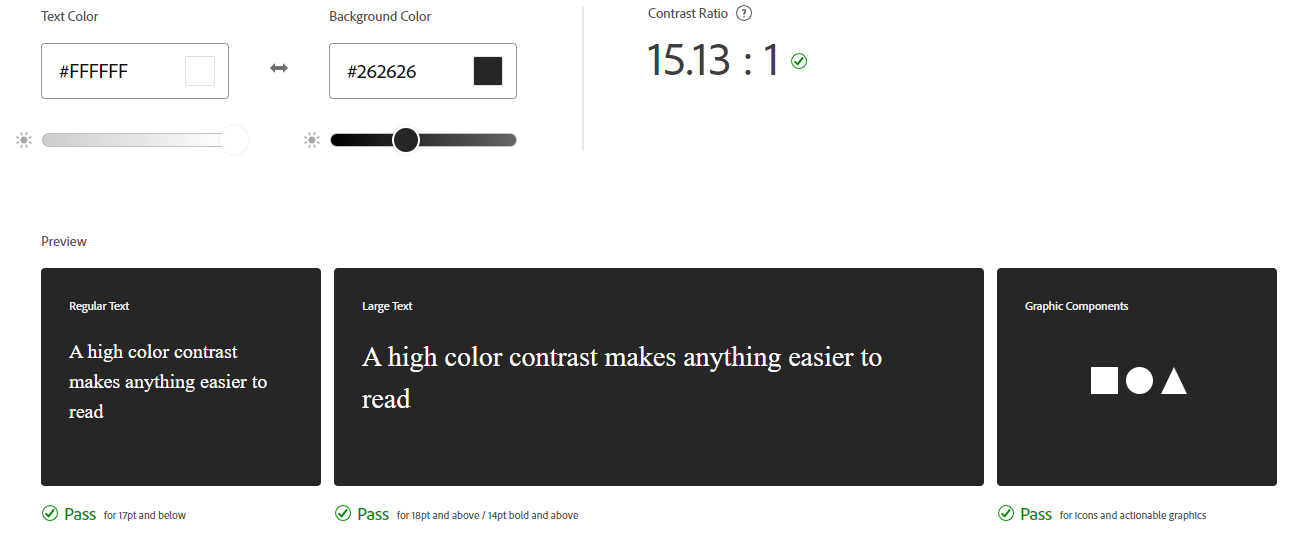 Text Color
#FFFFFF
Background Color
#262626
Contrast Ratio ?
15.13 : 1
Preview
Regular Text
A high color contrast
makes anything easier to
read
Pass for 17pt and below
Large Text
A high color contrast makes anything easier to
read
Pass for 18pt and above / 14pt bold and above
Graphic Components
Pass for icons and actionable graphics